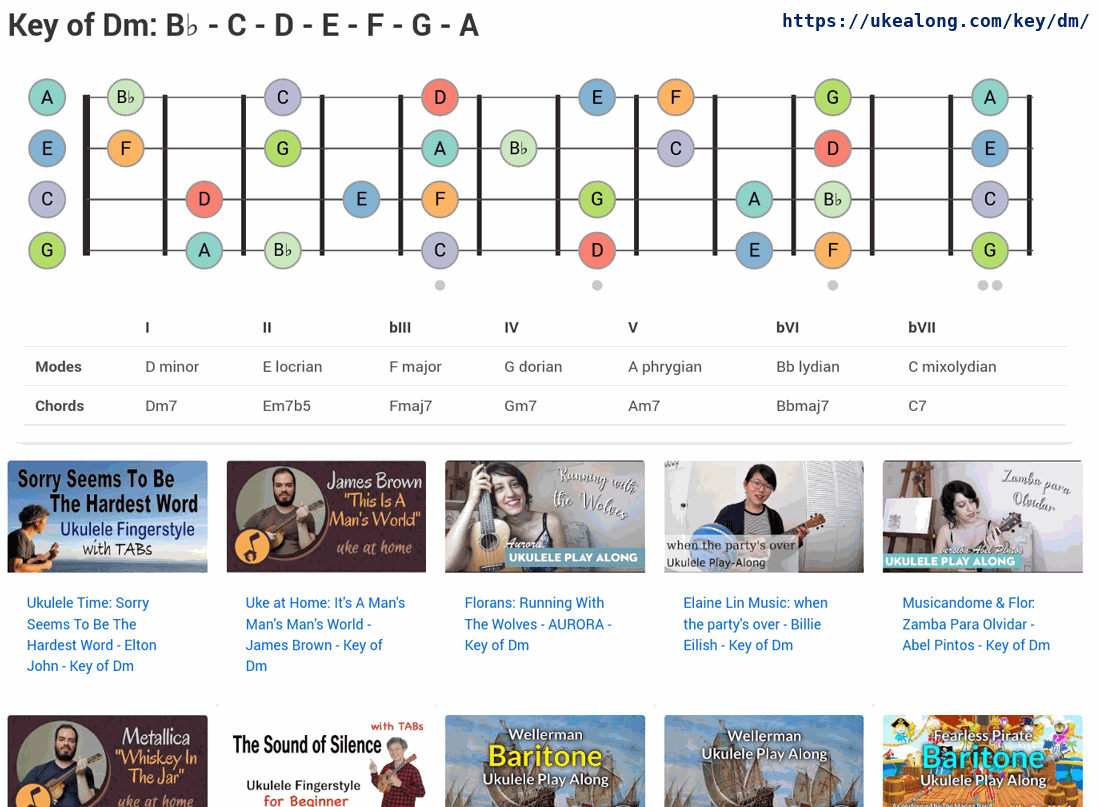 Key of Dm: B♭ - C - D - E - F - G - A
https://ukealong.com/key/dm/
A B♭ C D E F G A
E F G A B♭ C D E
C D E F G A B♭ C
G A B♭ C D E F G
I II bIII IV V bVI bVII
Modes D minor E locrian F major G dorian A phrygian Bb lydian C mixolydian
Chords Dm7 Em7b5 Fmaj7 Gm7 Am7 Bbmaj7 C7
Sorry Seems To Be
The Hardest Word
Ukulele Fingerstyle
with TABs
James Brown
"This Is A
Man's World"
uke at home
Running with
the Wolves
Aurora
UKULELE PLAY ALONG
when the party's over
Ukulele Play-Along
Zamba para
Olvidar
version Abel Pintos
UKULELE PLAY ALONG
Ukulele Time: Sorry
Seems To Be The
Hardest Word - Elton
John - Key of Dm
Uke at Home: It's A Man's
Man's Man's World -
James Brown - Key of
Dm
Florans: Running With
The Wolves - AURORA -
Key of Dm
Elaine Lin Music: when
the party's over - Billie
Eilish - Key of Dm
Musicandome & Flor:
Zamba Para Olvidar -
Abel Pintos - Key of Dm
Metallica
"Whiskey In
The Jar"
uke at home
with TABs
The Sound of Silence
Ukulele Fingerstyle
for Beginner
Wellerman
Baritone
Ukulele Play Along
Wellerman
Ukulele Play Along
Fearless Pirate
Baritone
Ukulele Play Along